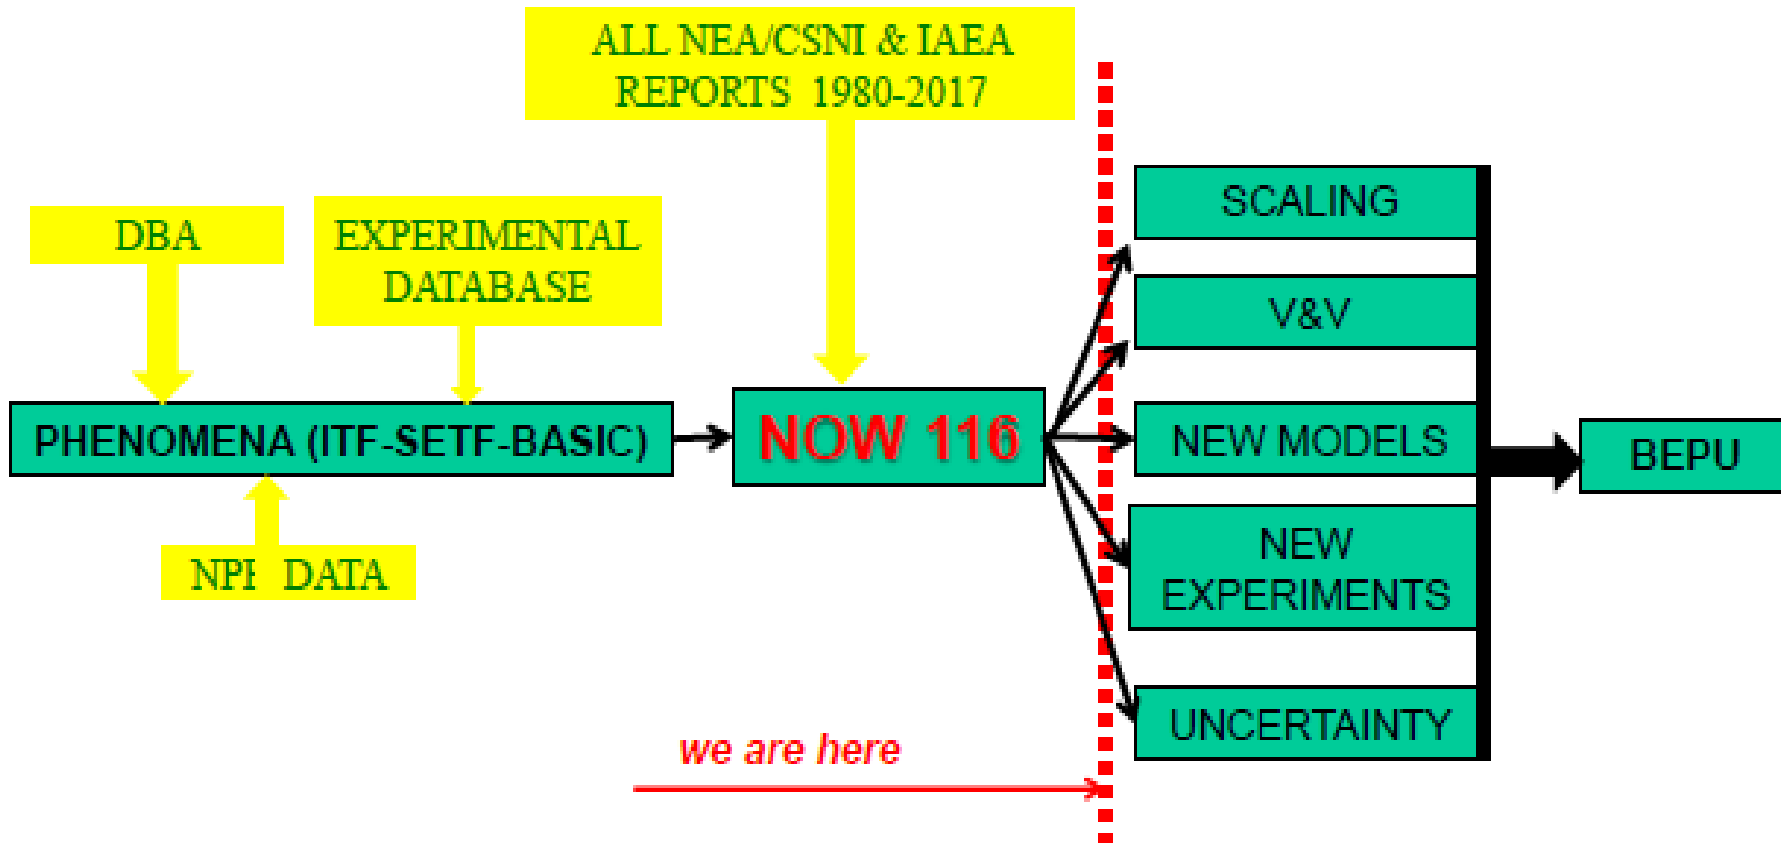 ALL NEA/CSNI & IAEA
REPORTS 1980-2017
DBA
EXPERIMENTAL
DATABASE
PHENOMENA (ITF-SETF-BASIC)
DATA
NOW 116
SCALING
V&V
NEW MODELS
NEW
EXPERIMENTS
UNCERTAINTY
BEPU
we are here